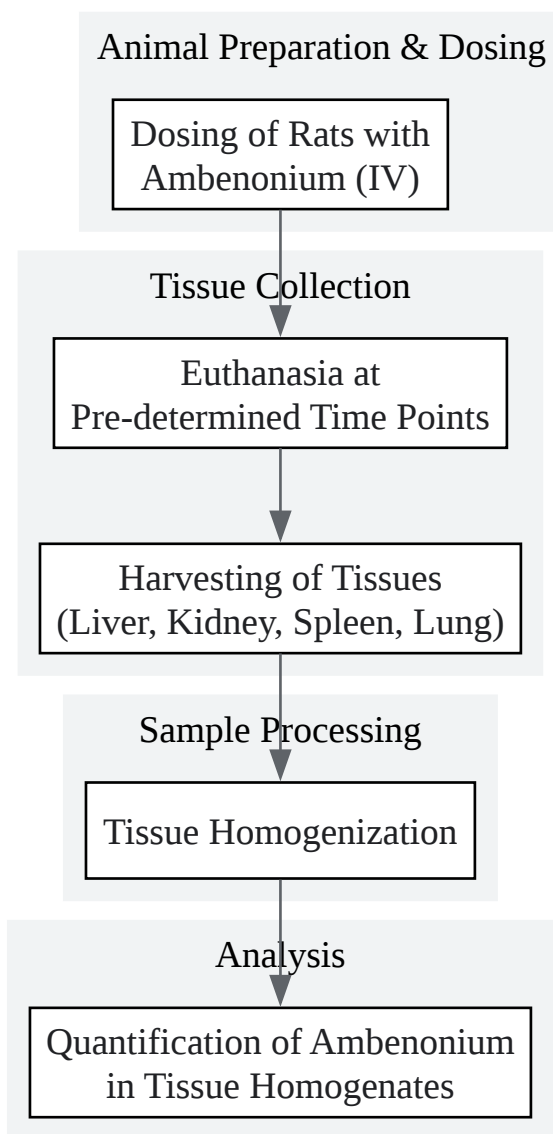 Animal Preparation & Dosing
Dosing of Rats with
Ambenonium (IV)
Tissue Collection
Euthanasia at
Pre-determined Time Points
Harvesting of Tissues
(Liver, Kidney, Spleen, Lung)
Sample Processing
Tissue Homogenization
Analysis
Quantification of Ambenonium
in Tissue Homogenates